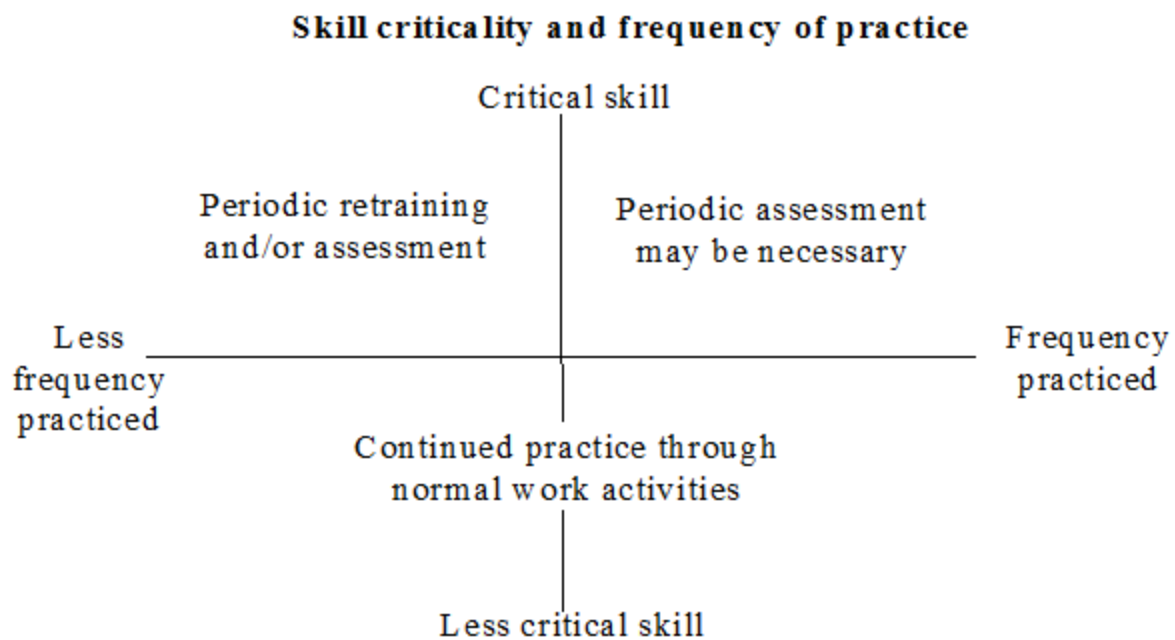 Skill criticality and frequency of practice
Critical skill
Periodic retraining
and/or assessment
Periodic assessment
may be necessary
Less
frequency
practiced
Frequency
practiced
Continued practice through
normal work activities
Less critical skill